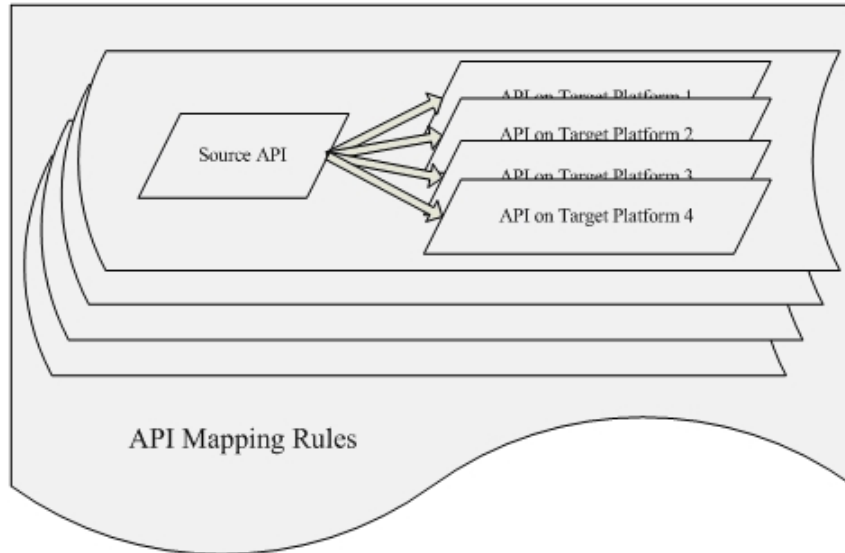 API on Target Platform 1
Source API
API on Target Platform 2
API on Target Platform 3
API on Target Platform 4
API Mapping Rules